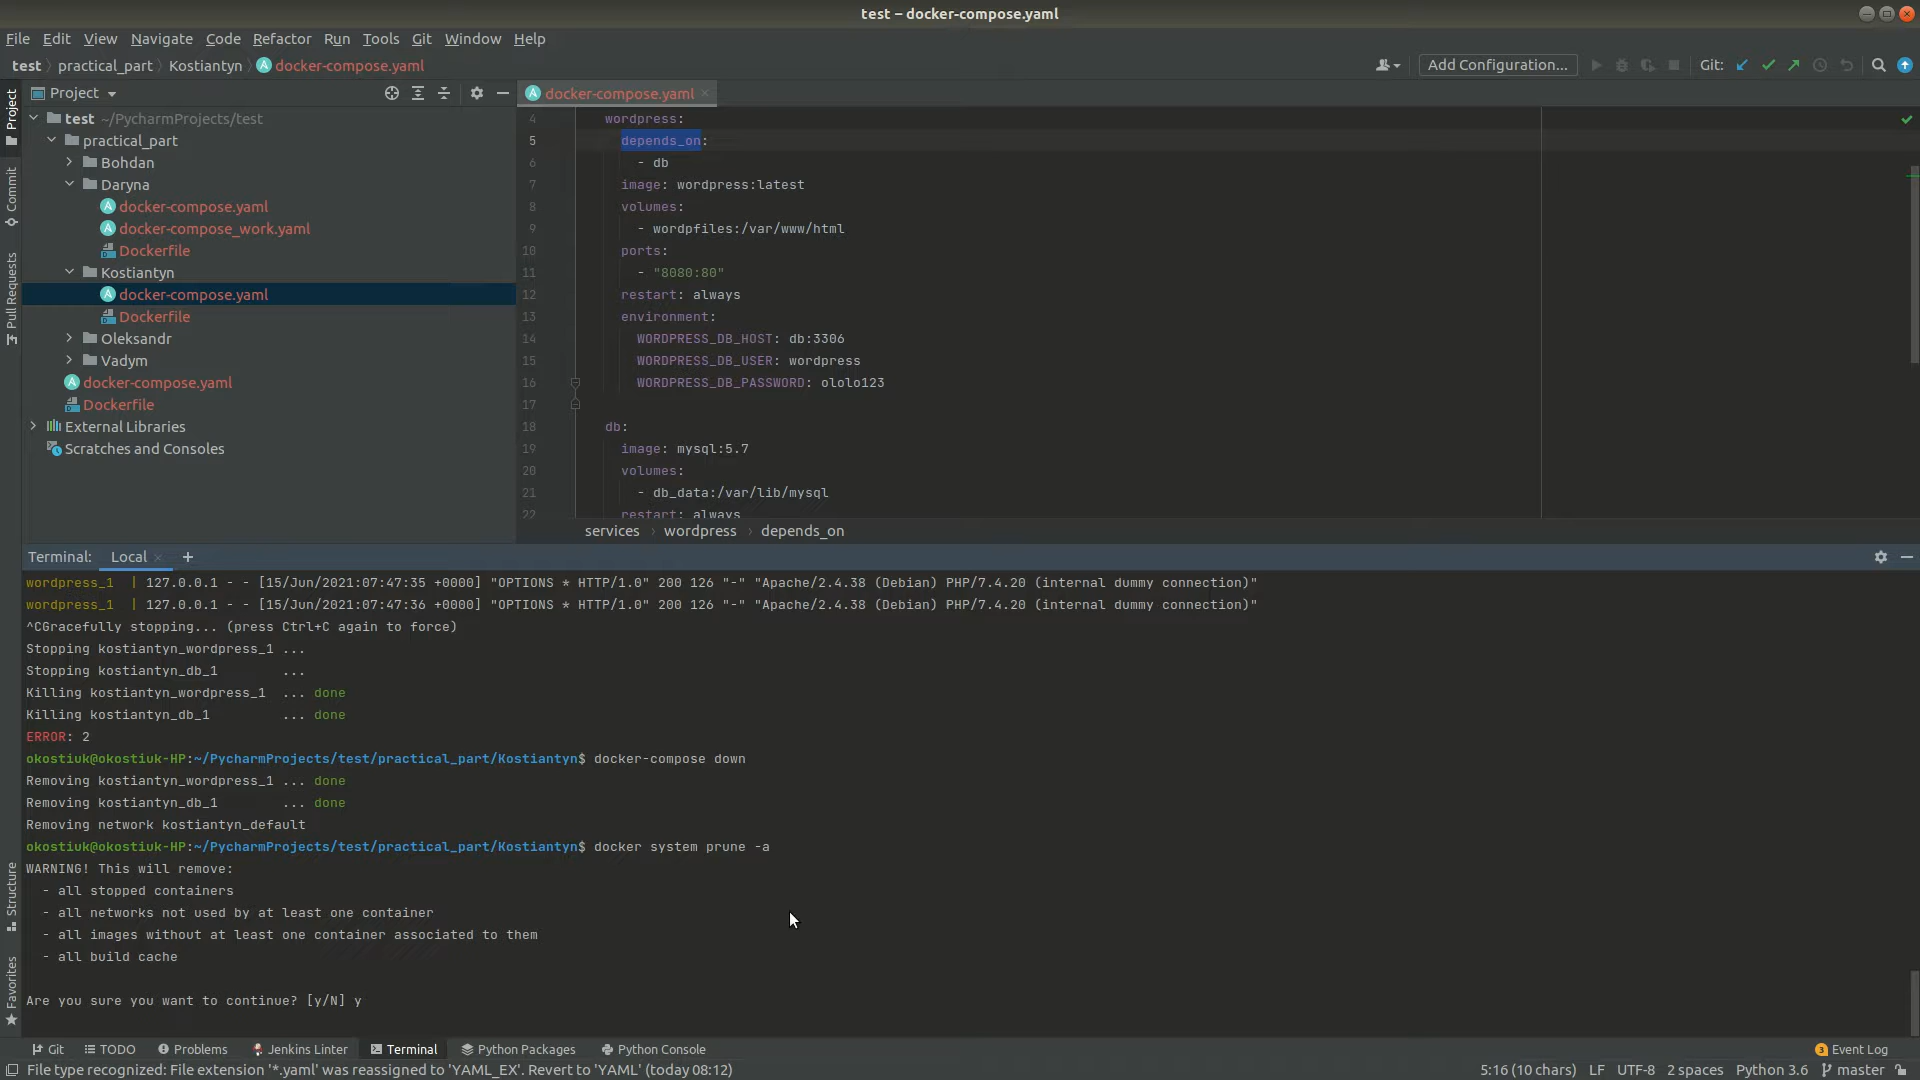 test – docker-compose.yaml
File Edit View Navigate Code Refactor Run Tools Git Window Help
test practical_part Kostiantyn docker-compose.yaml
Add Configuration... Git:
Project
docker-compose.yaml
Project
Commit
Pull Requests
Structure
Favorites
test ~/PycharmProjects/test
practical_part
Bohdan
Daryna
docker-compose.yaml
docker-compose_work.yaml
Dockerfile
Kostiantyn
docker-compose.yaml
Dockerfile
Oleksandr
Vadym
docker-compose.yaml
Dockerfile
External Libraries
Scratches and Consoles
4 wordpress:
5 depends_on:
6 - db
7 image: wordpress:latest
8 volumes:
9 - wordpfiles:/var/www/html
10 ports:
11 - "8080:80"
12 restart: always
13 environment:
14 WORDPRESS_DB_HOST: db:3306
15 WORDPRESS_DB_USER: wordpress
16 WORDPRESS_DB_PASSWORD: ololo123
17
18 db:
19 image: mysql:5.7
20 volumes:
21 - db_data:/var/lib/mysql
22 restart: always
services wordpress depends_on
Terminal: Local +
wordpress_1 | 127.0.0.1 - - [15/Jun/2021:07:47:35 +0000] "OPTIONS * HTTP/1.0" 200 126 "-" "Apache/2.4.38 (Debian) PHP/7.4.20 (internal dummy connection)"
wordpress_1 | 127.0.0.1 - - [15/Jun/2021:07:47:36 +0000] "OPTIONS * HTTP/1.0" 200 126 "-" "Apache/2.4.38 (Debian) PHP/7.4.20 (internal dummy connection)"
^CGracefully stopping... (press Ctrl+C again to force)
Stopping kostiantyn_wordpress_1 ...
Stopping kostiantyn_db_1 ...
Killing kostiantyn_wordpress_1 ... done
Killing kostiantyn_db_1 ... done
ERROR: 2
okostiuk@okostiuk-HP:~/PycharmProjects/test/practical_part/Kostiantyn$ docker-compose down
Removing kostiantyn_wordpress_1 ... done
Removing kostiantyn_db_1 ... done
Removing network kostiantyn_default
okostiuk@okostiuk-HP:~/PycharmProjects/test/practical_part/Kostiantyn$ docker system prune -a
WARNING! This will remove:
- all stopped containers
- all networks not used by at least one container
- all images without at least one container associated to them
- all build cache
Are you sure you want to continue? [y/N] y
Git TODO Problems Jenkins Linter Terminal Python Packages Python Console 3 Event Log
File type recognized: File extension '*.yaml' was reassigned to 'YAML_EX'. Revert to 'YAML' (today 08:12) 5:16 (10 chars) LF UTF-8 2 spaces Python 3.6 master